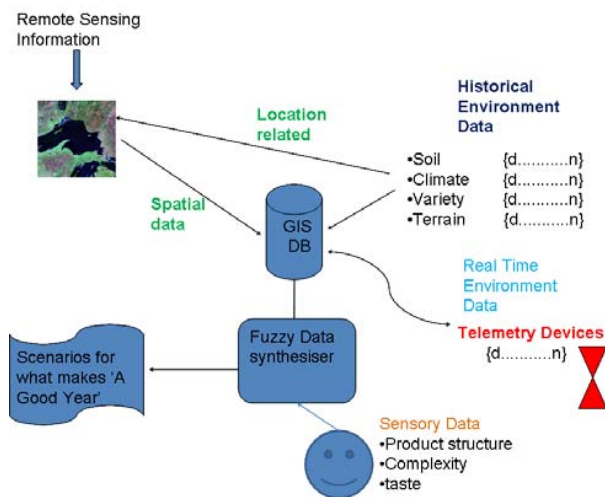 Remote Sensing
Information
Location
related
Historical
Environment
Data
•Soil {d...........n}
•Climate {d...........n}
•Variety {d...........n}
•Terrain {d...........n}
Spatial
data
GIS
DB
Real Time
Environment
Data
Telemetry Devices
{d...........n}
Fuzzy Data
synthesiser
Scenarios for
what makes ‘A
Good Year’
Sensory Data
•Product structure
•Complexity
•taste